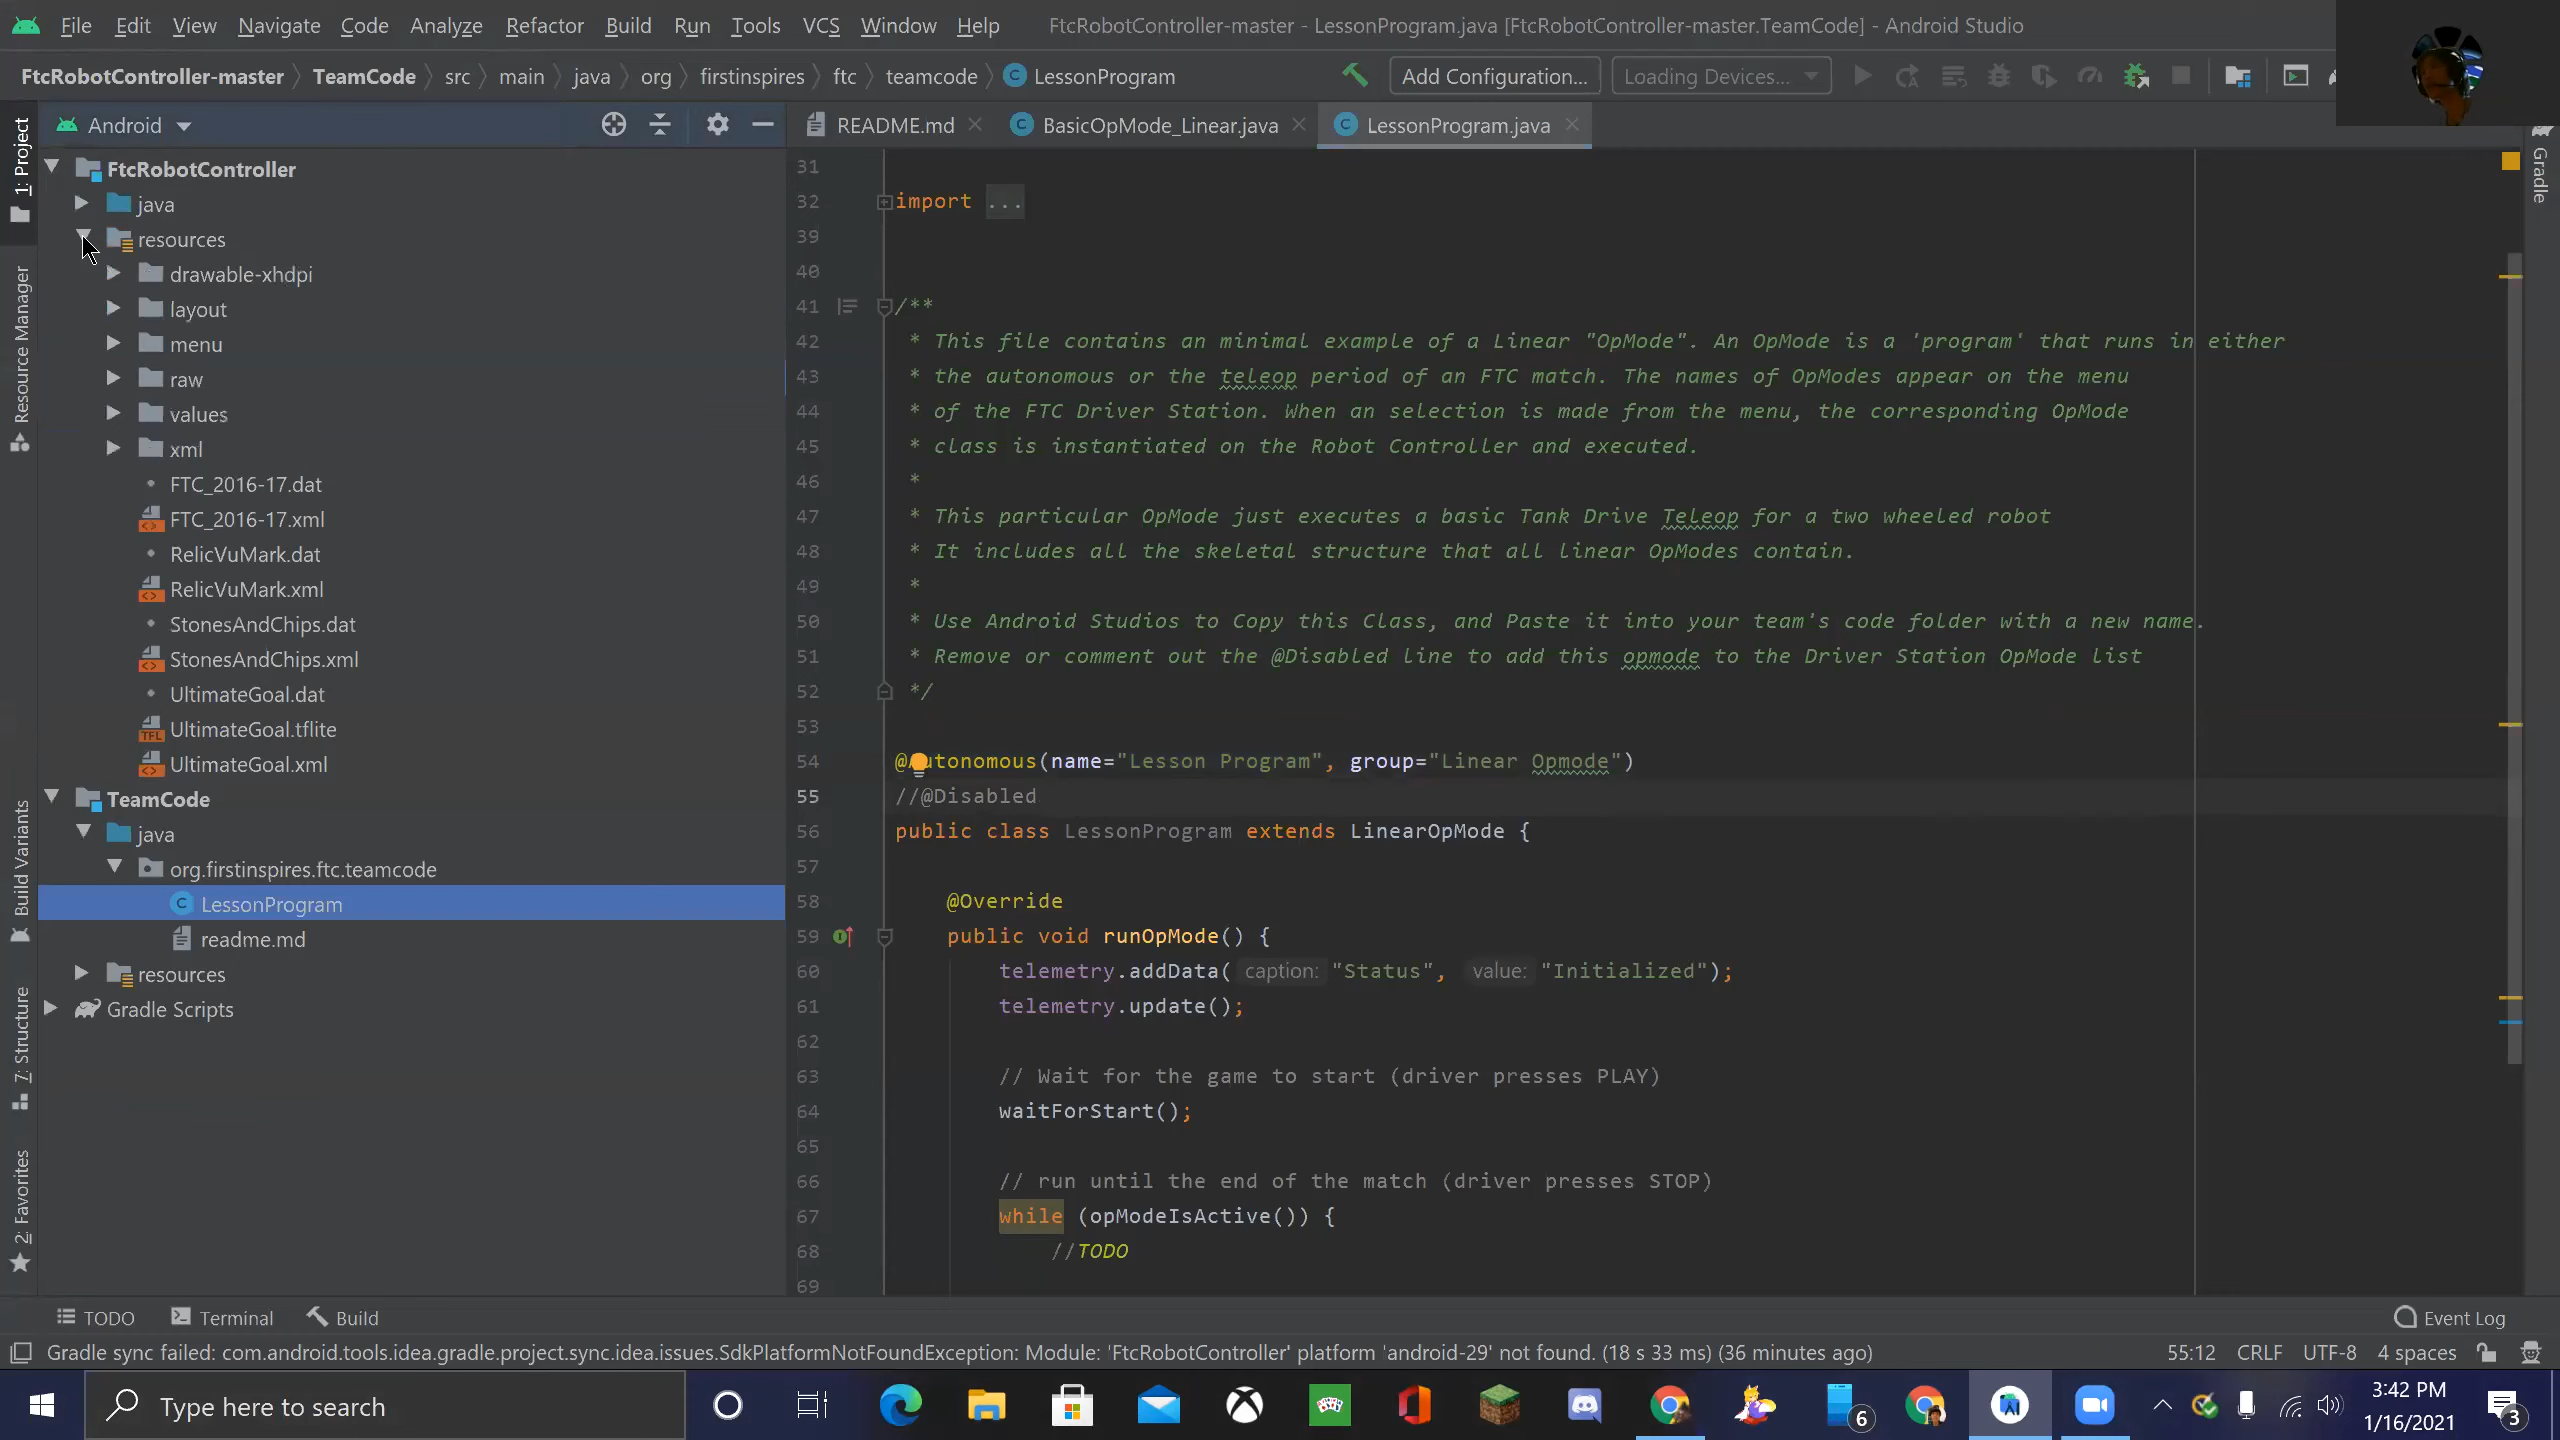 File Edit View Navigate Code Analyze Refactor Build Run Tools VCS Window Help FtcRobotController-master - LessonProgram.java [FtcRobotController-master.TeamCode] - Android Studio
FtcRobotController-master TeamCode src main java org firstinspires ftc teamcode LessonProgram Add Configuration... Loading Devices...
Android README.md BasicOpMode_Linear.java LessonProgram.java
1: Project
Resource Manager
Build Variants
7: Structure
2: Favorites
Gradle
FtcRobotController
java
resources
drawable-xhdpi
layout
menu
raw
values
xml
FTC_2016-17.dat
FTC_2016-17.xml
RelicVuMark.dat
RelicVuMark.xml
StonesAndChips.dat
StonesAndChips.xml
UltimateGoal.dat
UltimateGoal.tflite
UltimateGoal.xml
TeamCode
java
org.firstinspires.ftc.teamcode
LessonProgram
readme.md
resources
Gradle Scripts
31
32 import ...
39
40
41 /**
42 * This file contains an minimal example of a Linear "OpMode". An OpMode is a 'program' that runs in either
43 * the autonomous or the teleop period of an FTC match. The names of OpModes appear on the menu
44 * of the FTC Driver Station. When an selection is made from the menu, the corresponding OpMode
45 * class is instantiated on the Robot Controller and executed.
46 *
47 * This particular OpMode just executes a basic Tank Drive Teleop for a two wheeled robot
48 * It includes all the skeletal structure that all linear OpModes contain.
49 *
50 * Use Android Studios to Copy this Class, and Paste it into your team's code folder with a new name.
51 * Remove or comment out the @Disabled line to add this opmode to the Driver Station OpMode list
52 */
53
54 @Autonomous(name="Lesson Program", group="Linear Opmode")
55 //@Disabled
56 public class LessonProgram extends LinearOpMode {
57
58 @Override
59 public void runOpMode() {
60 telemetry.addData( caption: "Status", value: "Initialized");
61 telemetry.update();
62
63 // Wait for the game to start (driver presses PLAY)
64 waitForStart();
65
66 // run until the end of the match (driver presses STOP)
67 while (opModeIsActive()) {
68 //TODO
69
TODO Terminal Build Event Log
Gradle sync failed: com.android.tools.idea.gradle.project.sync.idea.issues.SdkPlatformNotFoundException: Module: 'FtcRobotController' platform 'android-29' not found. (18 s 33 ms) (36 minutes ago) 55:12 CRLF UTF-8 4 spaces
Type here to search 6 3:42 PM
1/16/2021 3